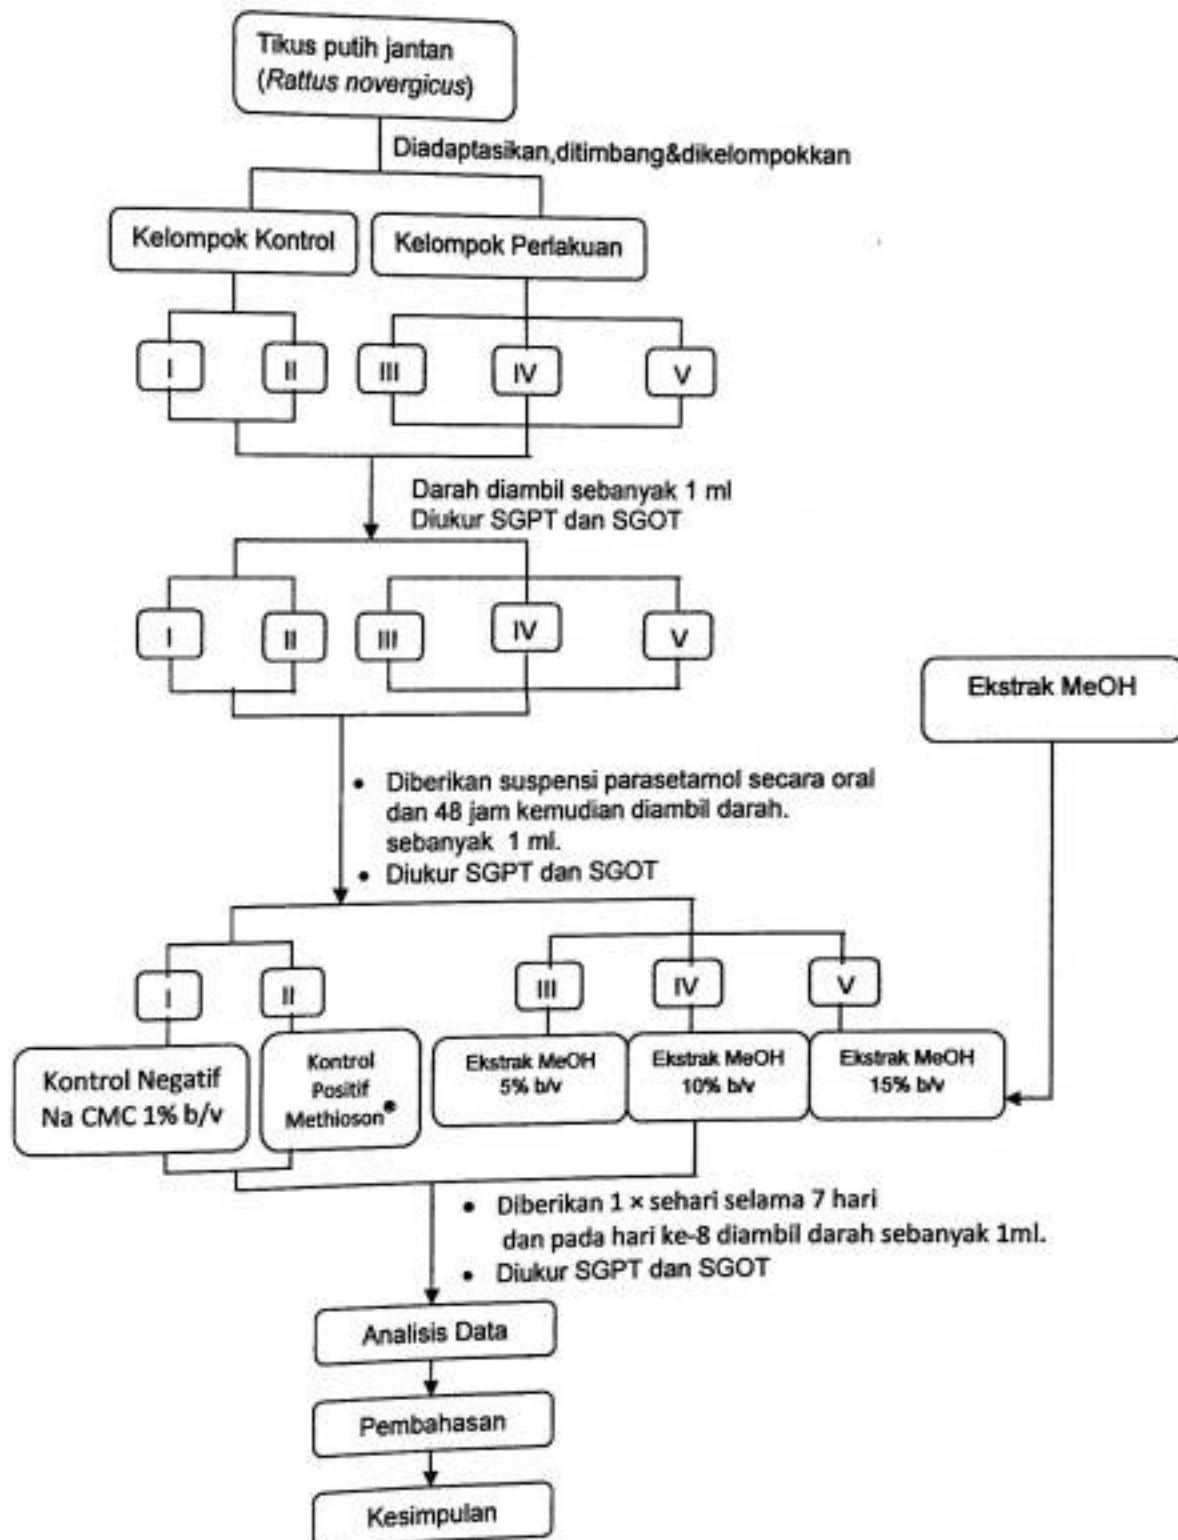 Tikus putih jantan
(Rattus novergicus)
Diadaptasikan,ditimbang&dikelompokkan
Kelompok Kontrol
Kelompok Perlakuan
I
II
III
IV
V
Darah diambil sebanyak 1 ml
Diukur SGPT dan SGOT
I
II
III
IV
V
Ekstrak MeOH
• Diberikan suspensi parasetamol secara oral
dan 48 jam kemudian diambil darah.
sebanyak 1 ml.
• Diukur SGPT dan SGOT
I
II
III
IV
V
Kontrol Negatif
Na CMC 1% b/v
Kontrol
Positif
Methioson®
Ekstrak MeOH
5% b/v
Ekstrak MeOH
10% b/v
Ekstrak MeOH
15% b/v
• Diberikan 1 × sehari selama 7 hari
dan pada hari ke-8 diambil darah sebanyak 1ml.
• Diukur SGPT dan SGOT
Analisis Data
Pembahasan
Kesimpulan